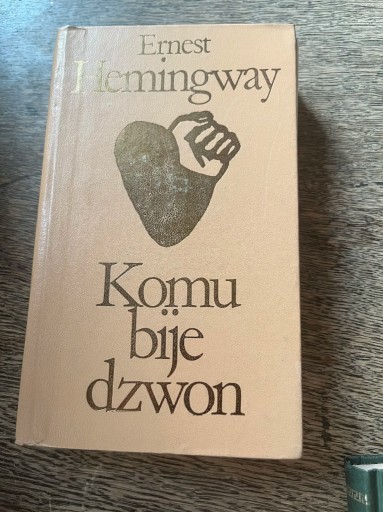 Ernest
Hemingway
Komu
bije
dzwon